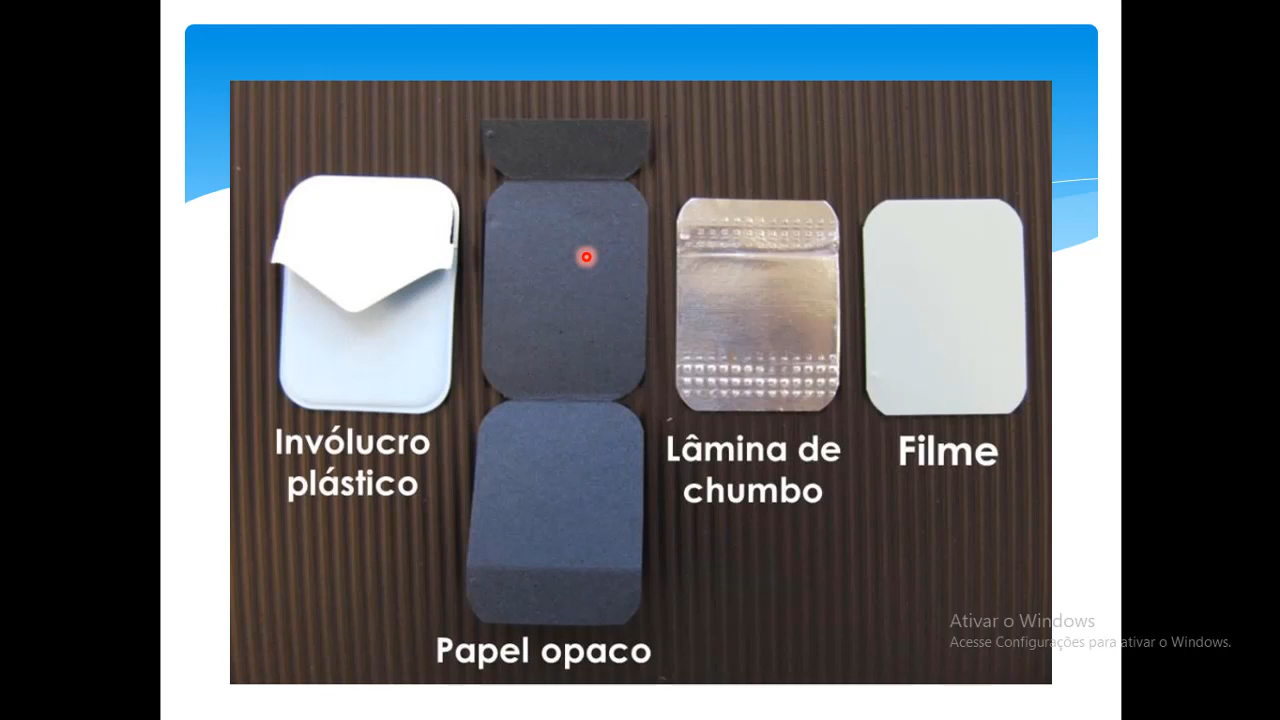 Invólucro
plástico
Papel opaco
Lâmina de
chumbo
Filme
Ativar o Windows
Acesse Configurações para ativar o Windows.